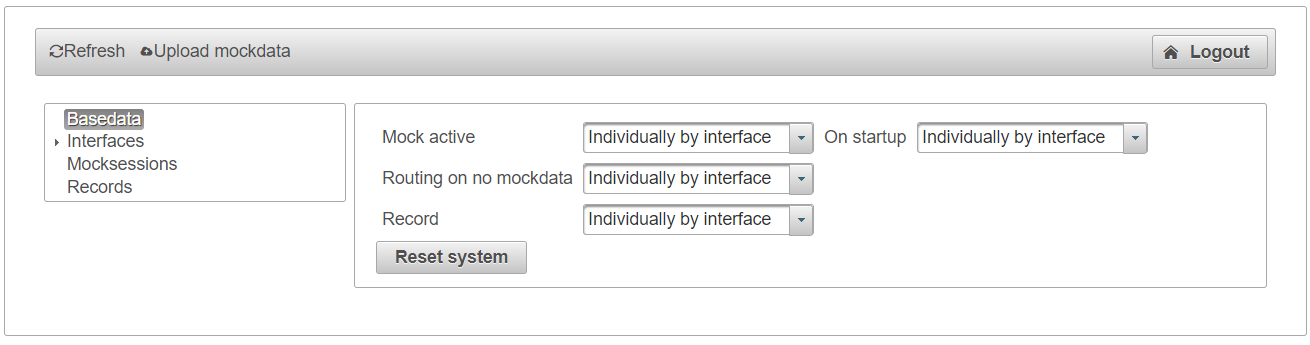 Refresh Upload mockdata Logout
Basedata
Interfaces
Mocksessions
Records
Mock active Individually by interface On startup Individually by interface
Routing on no mockdata Individually by interface
Record Individually by interface
Reset system